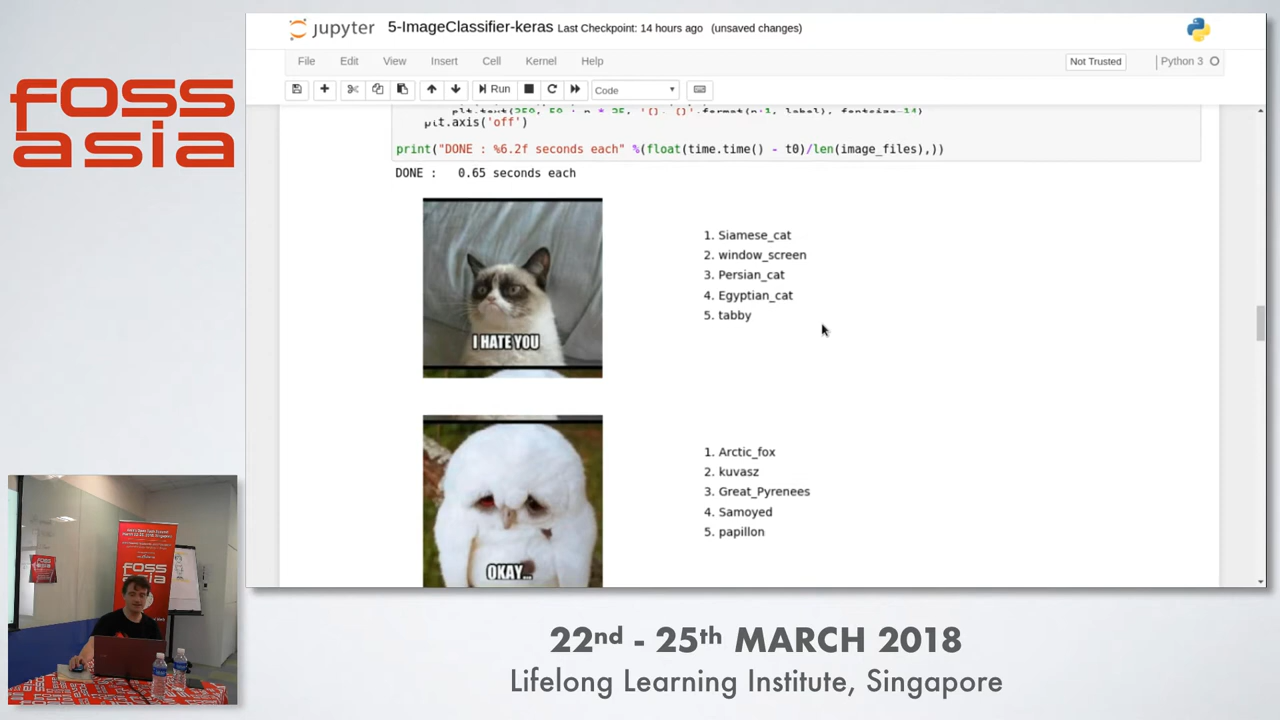 foss
asia
jupyter 5-ImageClassifier-keras Last Checkpoint: 14 hours ago (unsaved changes)
File Edit View Insert Cell Kernel Help
Not Trusted Python 3
Run Code
plt.axis('off')
print("DONE : %6.2f seconds each" %(float(time.time() - t0)/len(image_files),))
DONE : 0.65 seconds each
1. Siamese_cat
2. window_screen
3. Persian_cat
4. Egyptian_cat
5. tabby
I HATE YOU
1. Arctic_fox
2. kuvasz
3. Great_Pyrenees
4. Samoyed
5. papillon
OKAY...
foss
asia
22nd - 25th MARCH 2018
Lifelong Learning Institute, Singapore